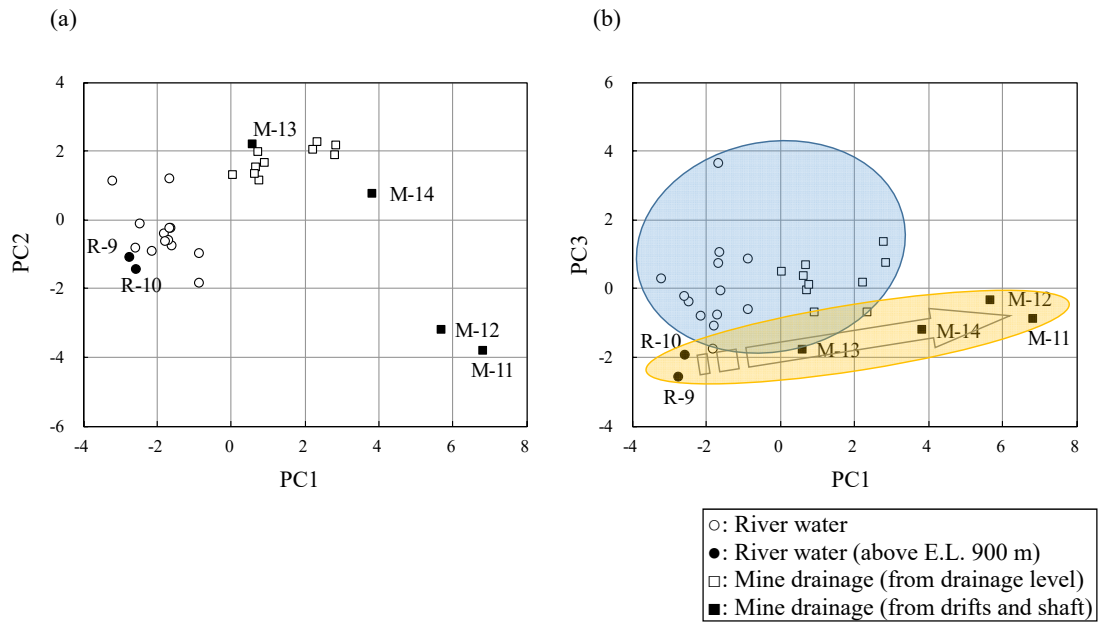 (a)
4
2
0
-2
-4
-6
-4
-2
0
2
4
6
8
PC2
PC1
M-13
M-14
R-9
R-10
M-12
M-11
(b)
6
4
2
0
-2
-4
-4
-2
0
2
4
6
8
PC3
PC1
M-12
R-10
M-13
M-14
M-11
R-9
○: River water
●: River water (above E.L. 900 m)
□: Mine drainage (from drainage level)
■: Mine drainage (from drifts and shaft)